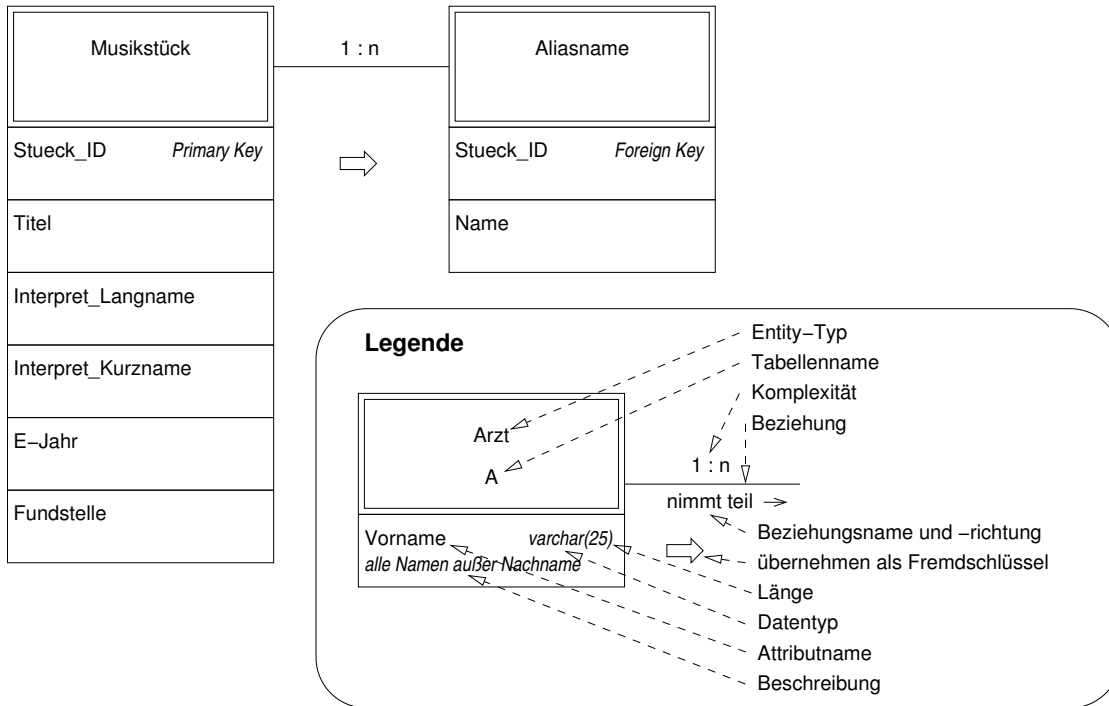 Musikstück
1 : n
Aliasname
Stueck_ID Primary Key
Stueck_ID Foreign Key
Titel
Name
Interpret_Langname
Interpret_Kurzname
E−Jahr
Fundstelle
Legende
Entity−Typ
Tabellenname
Komplexität
Beziehung
Arzt
A
1 : n
nimmt teil
Vorname varchar(25)
alle Namen außer Nachname
Beziehungsname und −richtung
übernehmen als Fremdschlüssel
Länge
Datentyp
Attributname
Beschreibung